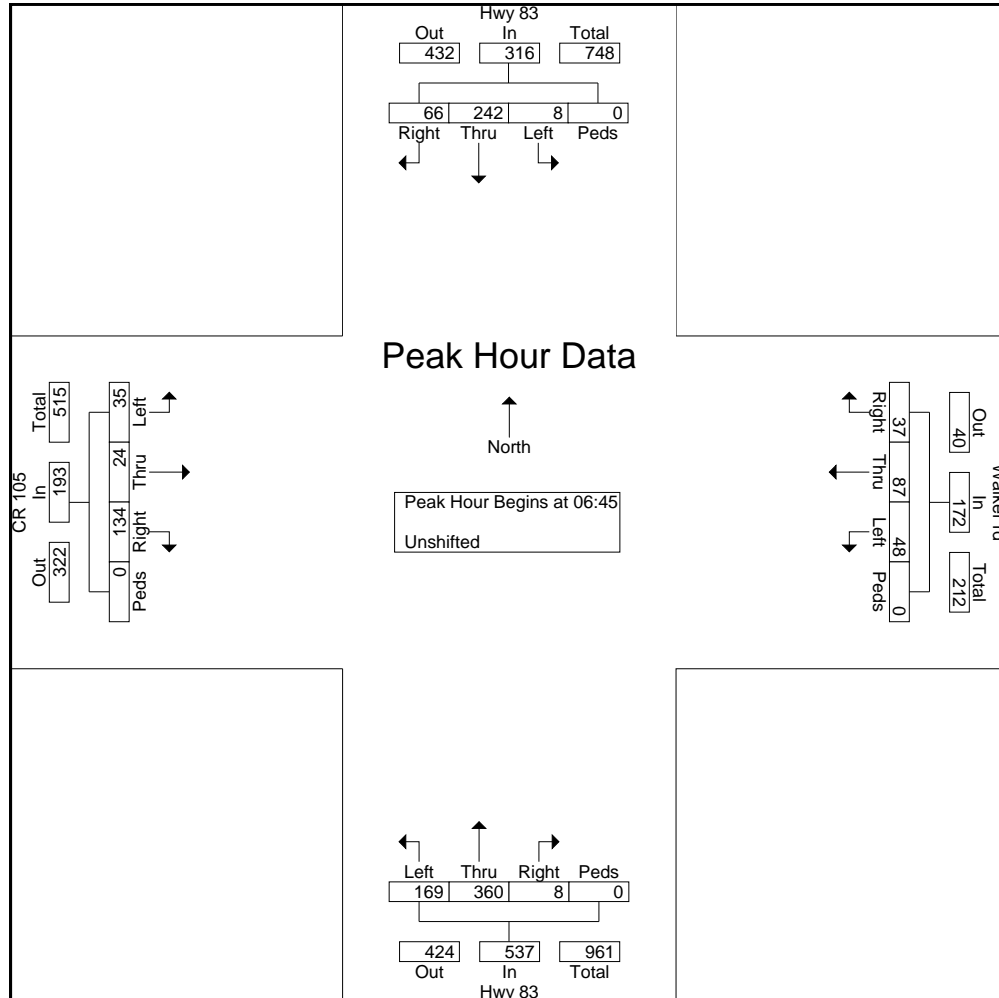 Hwy 83
Out In Total
432 316 748
66 242 8 0
Right Thru Left Peds
Peak Hour Data
North
Peak Hour Begins at 06:45
Unshifted
CR 105
Total In Out
515 193 322
35 24 134 0
Left Thru Right Peds
Right Thru Left Peds
37 87 48 0
Out In Total
40 172 212
Left Thru Right Peds
169 360 8 0
424 537 961
Out In Total
Hwy 83